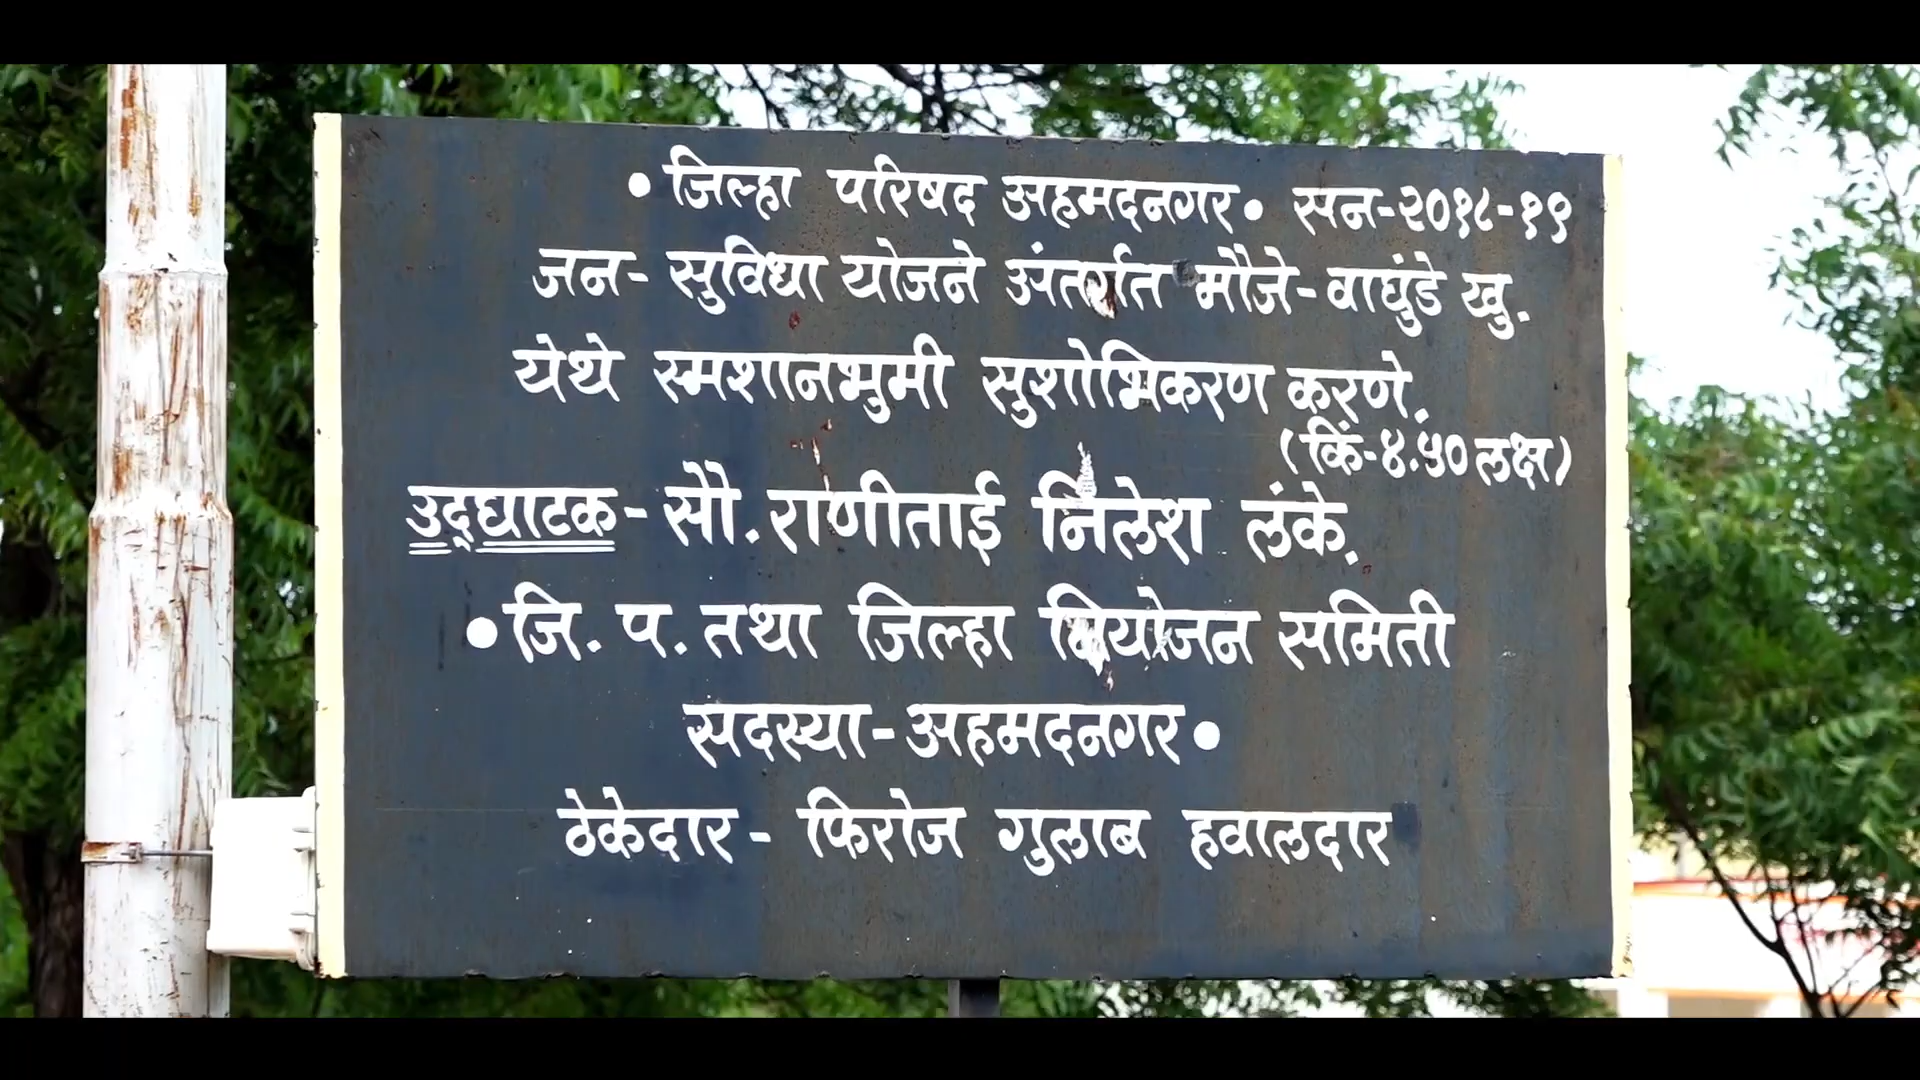 • जिल्हा परिषद अहमदनगर • सन-२०१८-१९
जन- सुविधा योजने अंतर्गत मौजे-वाघुंडे खु.
येथे स्मशानभुमी सुशोभिकरण करणे.
(किं-४.५० लक्ष)
उद्घाटक- सौ. राणीताई निलेश लंके.
• जि. प. तथा जिल्हा नियोजन समिती
सदस्या-अहमदनगर •
ठेकेदार - फिरोज गुलाब हवालदार